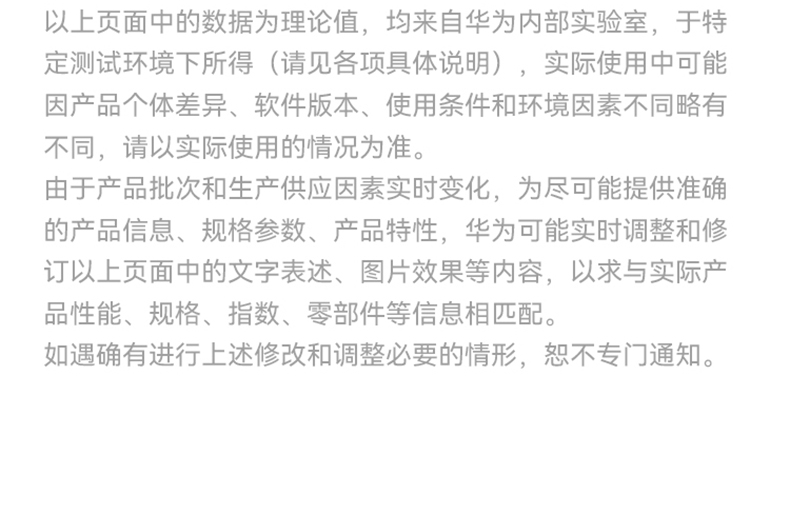 以上页面中的数据为理论值，均来自华为内部实验室，于特
定测试环境下所得（请见各项具体说明），实际使用中可能
因产品个体差异、软件版本、使用条件和环境因素不同略有
不同，请以实际使用的情况为准。
由于产品批次和生产供应因素实时变化，为尽可能提供准确
的产品信息、规格参数、产品特性，华为可能实时调整和修
订以上页面中的文字表述、图片效果等内容，以求与实际产
品性能、规格、指数、零部件等信息相匹配。
如遇确有进行上述修改和调整必要的情形，恕不专门通知。